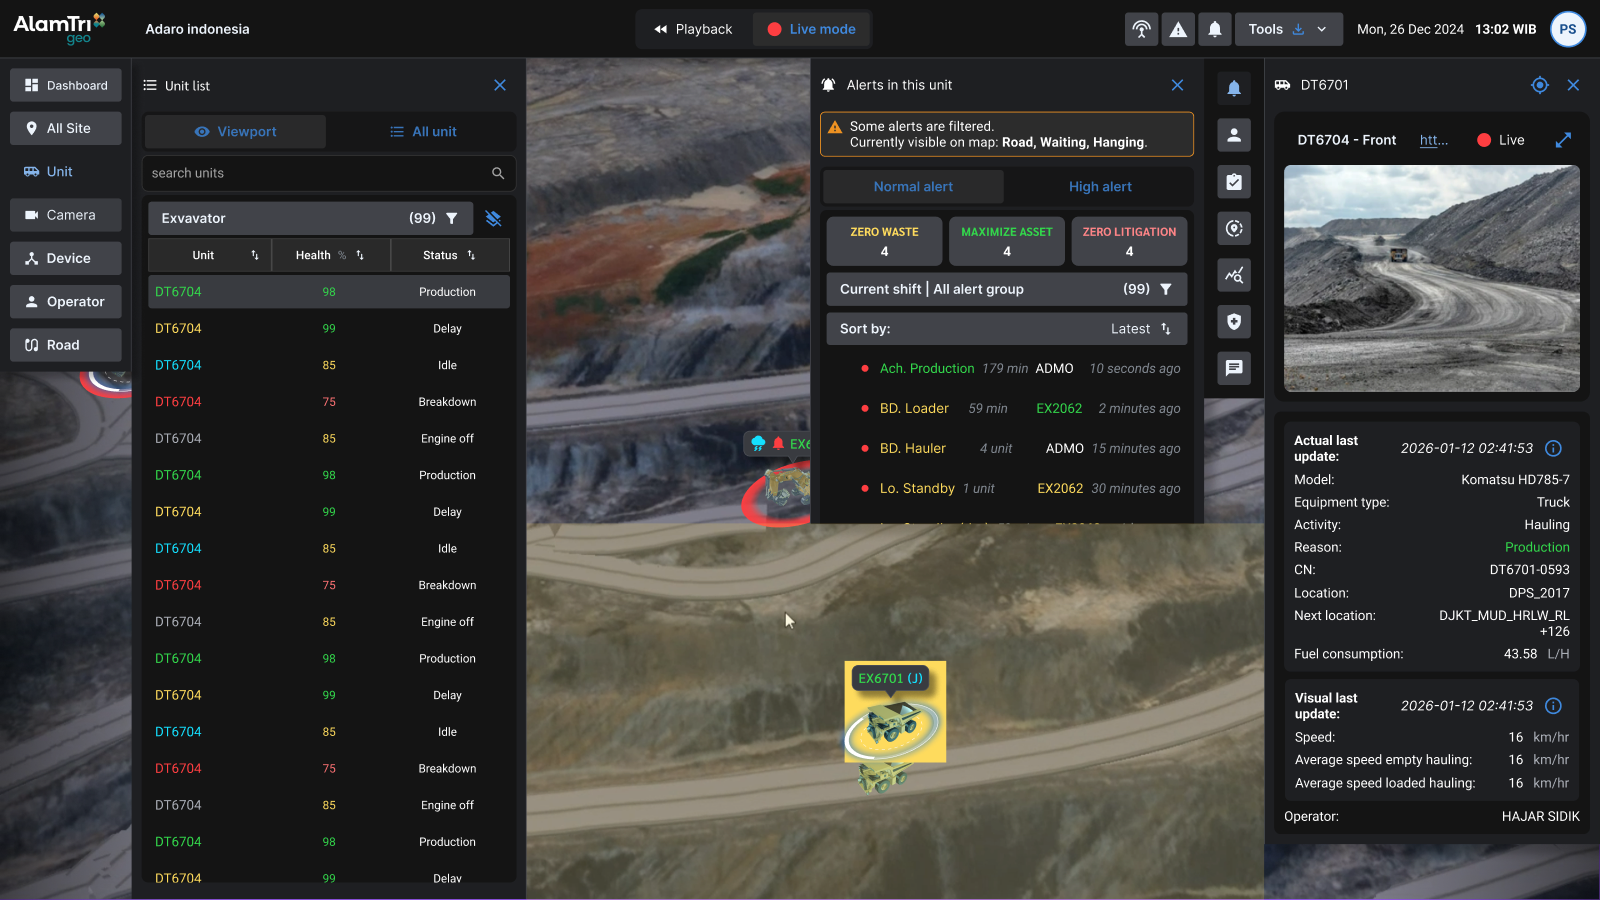 AlamTri
geo
Adaro indonesia
Playback
Live mode
Tools
Mon, 26 Dec 2024 13:02 WIB
PS
Dashboard
All Site
Unit
Camera
Device
Operator
Road
Unit list
Viewport
All unit
search units
Exvavator (99)
Unit Health % Status
DT6704 98 Production
DT6704 99 Delay
DT6704 85 Idle
DT6704 75 Breakdown
DT6704 85 Engine off
DT6704 98 Production
DT6704 99 Delay
DT6704 85 Idle
DT6704 75 Breakdown
DT6704 85 Engine off
DT6704 98 Production
DT6704 99 Delay
DT6704 85 Idle
DT6704 75 Breakdown
DT6704 85 Engine off
DT6704 98 Production
DT6704 99 Delay
EX6701 (J)
Alerts in this unit
Some alerts are filtered.
Currently visible on map: Road, Waiting, Hanging.
Normal alert
High alert
ZERO WASTE
4
MAXIMIZE ASSET
4
ZERO LITIGATION
4
Current shift | All alert group (99)
Sort by: Latest
Ach. Production 179 min ADMO 10 seconds ago
BD. Loader 59 min EX2062 2 minutes ago
BD. Hauler 4 unit ADMO 15 minutes ago
Lo. Standby 1 unit EX2062 30 minutes ago
DT6701
DT6704 - Front
htt...
Live
Actual last
update:
2026-01-12 02:41:53
Model: Komatsu HD785-7
Equipment type: Truck
Activity: Hauling
Reason: Production
CN: DT6701-0593
Location: DPS_2017
Next location: DJKT_MUD_HRLW_RL
+126
Fuel consumption: 43.58 L/H
Visual last
update:
2026-01-12 02:41:53
Speed: 16 km/hr
Average speed empty hauling: 16 km/hr
Average speed loaded hauling: 16 km/hr
Operator: HAJAR SIDIK